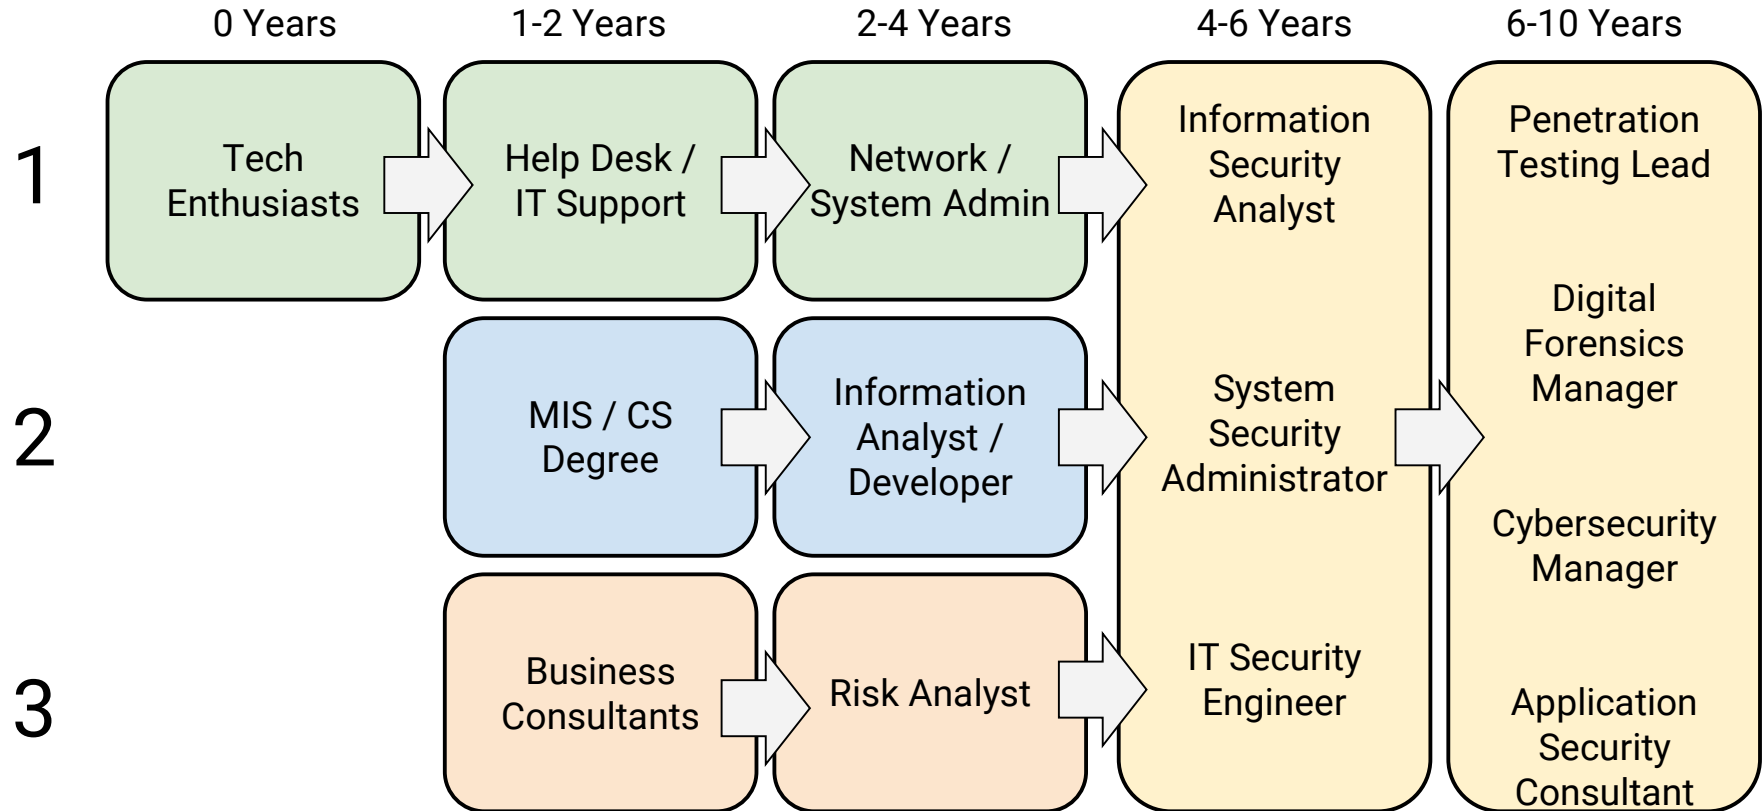 0 Years
1-2 Years
2-4 Years
4-6 Years
6-10 Years
1
Tech
Enthusiasts
Help Desk /
IT Support
Network /
System Admin
Information
Security
Analyst
Penetration
Testing Lead
Digital
Forensics
Manager
2
MIS / CS
Degree
Information
Analyst /
Developer
System
Security
Administrator
Cybersecurity
Manager
3
Business
Consultants
Risk Analyst
IT Security
Engineer
Application
Security
Consultant